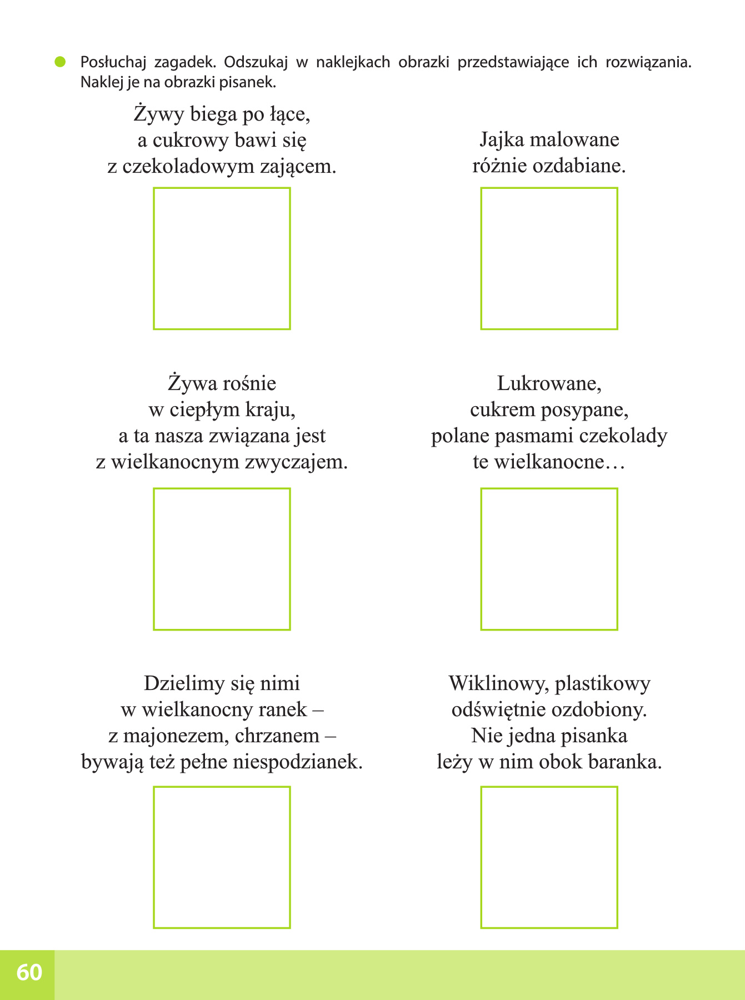 Posłuchaj zagadek. Odszukaj w naklejkach obrazki przedstawiające ich rozwiązania.
Naklej je na obrazki pisanek.
Żywy biega po łące,
a cukrowy bawi się
z czekoladowym zającem.
Jajka malowane
różnie ozdabiane.
Żywa rośnie
w ciepłym kraju,
a ta nasza związana jest
z wielkanocnym zwyczajem.
Lukrowane,
cukrem posypane,
polane pasmami czekolady
te wielkanocne…
Dzielimy się nimi
w wielkanocny ranek –
z majonezem, chrzanem –
bywają też pełne niespodzianek.
Wiklinowy, plastikowy
odświętnie ozdobiony.
Nie jedna pisanka
leży w nim obok baranka.
60